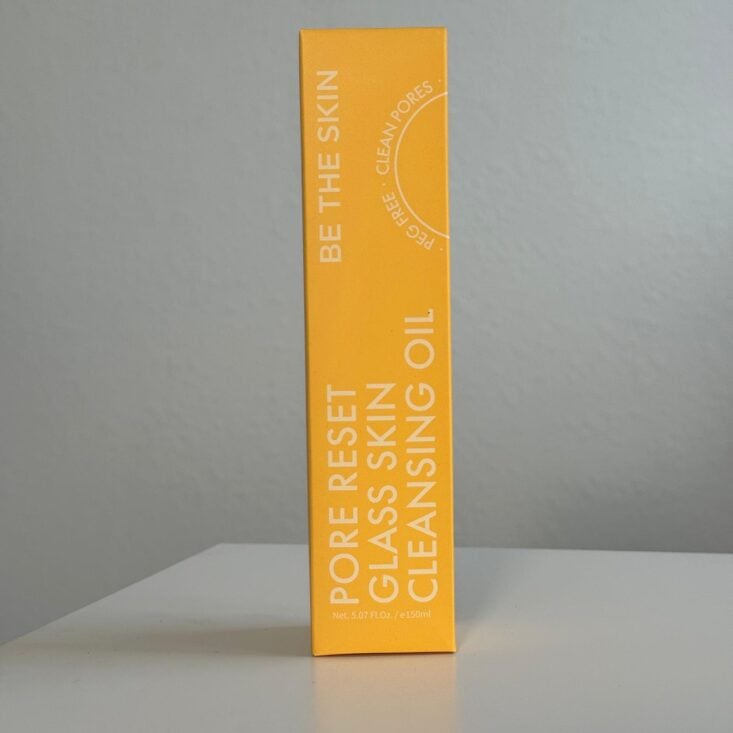 BE THE SKIN
PEG FREE · CLEAN PORES ·
PORE RESET
GLASS SKIN
CLEANSING OIL
Net. 5.07 Fl.Oz. / e150ml